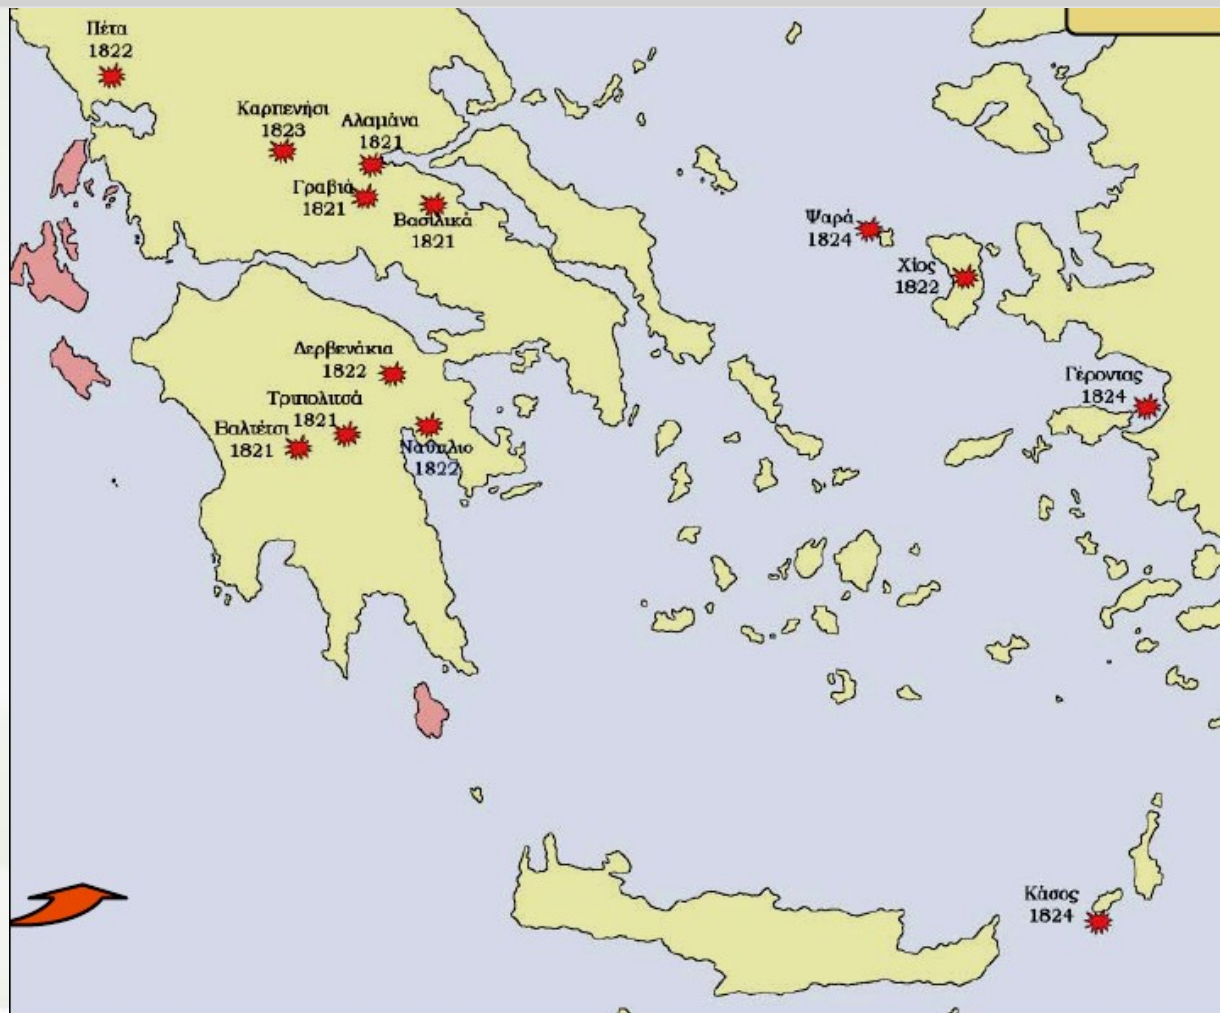 Πέτα
1822
Καρπενήσι
1823
Αλαμάνα
1821
Γραβιά
1821
Βασιλικά
1821
Ψαρά
1824
Χίος
1822
Δερβενάκια
1822
Γέροντας
1824
Τριπολιτσά
1821
Βαλτέτσι
1821
Ναύπλιο
1822
Κάσος
1824